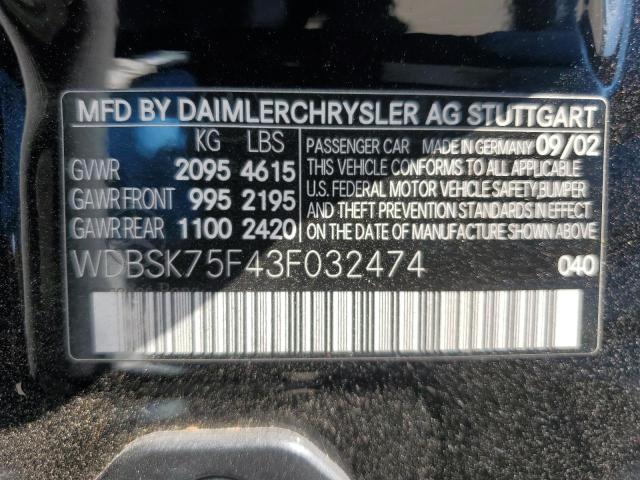 MFD BY DAIMLERCHRYSLER AG STUTTGART
KG LBS
GVWR 2095 4615
GAWR FRONT 995 2195
GAWR REAR 1100 2420
PASSENGER CAR MADE IN GERMANY 09/02
THIS VEHICLE CONFORMS TO ALL APPLICABLE
U.S. FEDERAL MOTOR VEHICLE SAFETY, BUMPER
AND THEFT PREVENTION STANDARDS IN EFFECT
ON THE DATE OF MANUFACTURE SHOWN ABOVE.
WDBSK75F43F032474 040